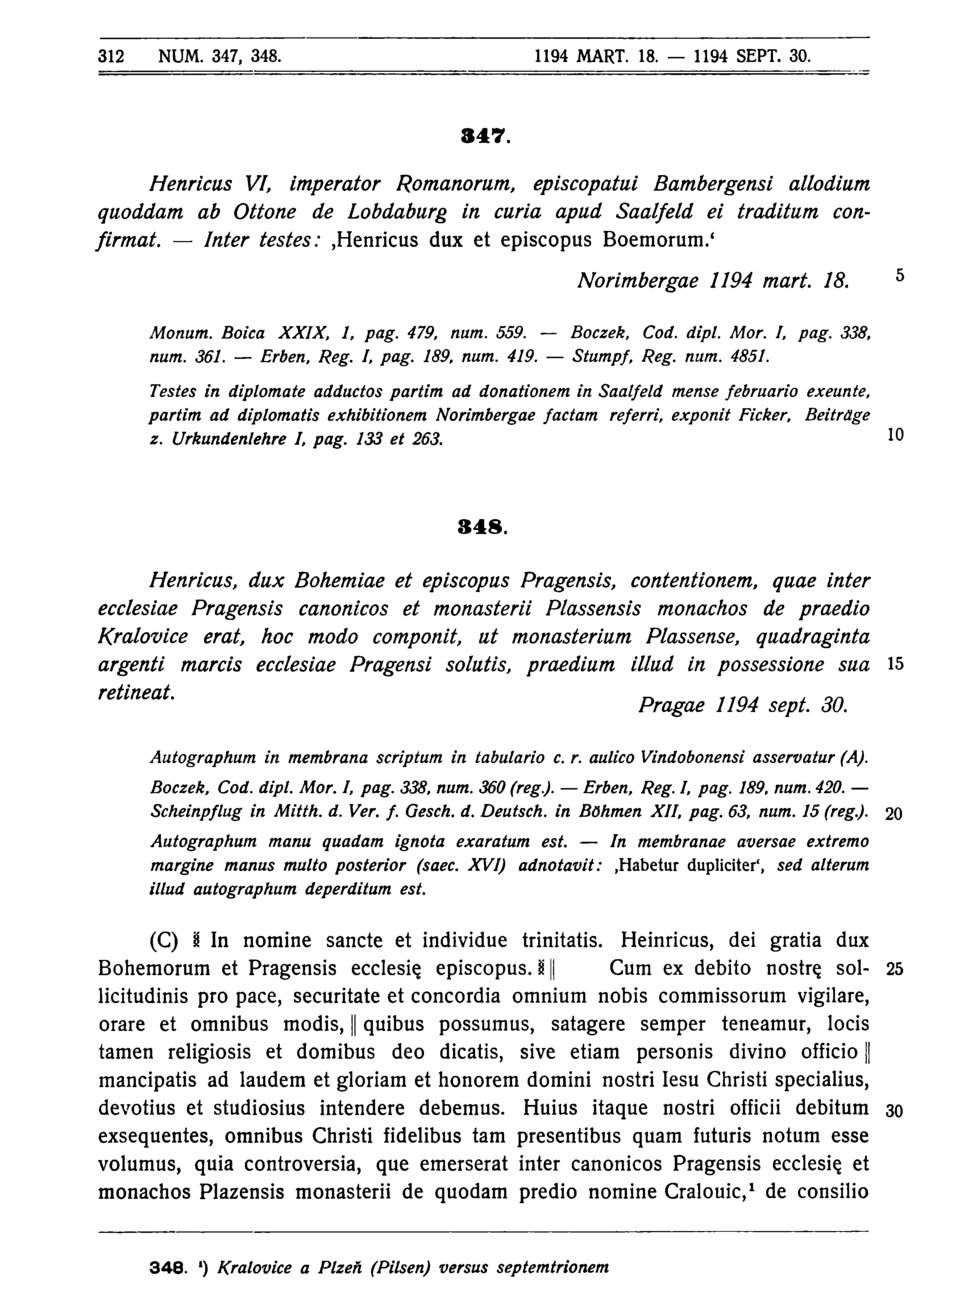 312 NUM. 347, 348. 1194 MART. 18. — 1194 SEPT. 30.
347.
Henricus VI, imperator Romanorum, episcopatui Bambergensi allodium
quoddam ab Ottone de Lobdaburg in curia apud Saalfeld ei traditum con-
firmat. — Inter testes: ‚Henricus dux et episcopus Boemorum.‘
Norimbergae 1194 mart. 18. 5
Monum. Boica XXIX, 1, pag. 479, num. 559. — Boczek, Cod. dipl. Mor. I, pag. 338,
num. 361. — Erben, Reg. I, pag. 189, num. 419. — Stumpf, Reg. num. 4851.
Testes in diplomate adductos partim ad donationem in Saalfeld mense februario exeunte,
partim ad diplomatis exhibitionem Norimbergae factam referri, exponit Ficker, Beiträge
z. Urkundenlehre I, pag. 133 et 263. 10
348.
Henricus, dux Bohemiae et episcopus Pragensis, contentionem, quae inter
ecclesiae Pragensis canonicos et monasterii Plassensis monachos de praedio
Kralovice erat, hoc modo componit, ut monasterium Plassense, quadraginta
argenti marcis ecclesiae Pragensi solutis, praedium illud in possessione sua 15
retineat.
Pragae 1194 sept. 30.
Autographum in membrana scriptum in tabulario c. r. aulico Vindobonensi asservatur (A).
Boczek, Cod. dipl. Mor. I, pag. 338, num. 360 (reg.). — Erben, Reg. I, pag. 189, num. 420. —
Scheinpflug in Mitth. d. Ver. f. Gesch. d. Deutsch. in Böhmen XII, pag. 63, num. 15 (reg.). 20
Autographum manu quadam ignota exaratum est. — In membranae aversae extremo
margine manus multo posterior (saec. XVI) adnotavit: ‚Habetur dupliciter‘, sed alterum
illud autographum deperditum est.
(C) ⁑ In nomine sancte et individue trinitatis. Heinricus, dei gratia dux
Bohemorum et Pragensis ecclesię episcopus. ⁑ || Cum ex debito nostrę sol- 25
licitudinis pro pace, securitate et concordia omnium nobis commissorum vigilare,
orare et omnibus modis, || quibus possumus, satagere semper teneamur, locis
tamen religiosis et domibus deo dicatis, sive etiam personis divino officio ||
mancipatis ad laudem et gloriam et honorem domini nostri Iesu Christi specialius,
devotius et studiosius intendere debemus. Huius itaque nostri officii debitum 30
exsequentes, omnibus Christi fidelibus tam presentibus quam futuris notum esse
volumus, quia controversia, que emerserat inter canonicos Pragensis ecclesię et
monachos Plazensis monasterii de quodam predio nomine Cralouic,¹ de consilio
348. ¹) Kralovice a Plzeň (Pilsen) versus septemtrionem